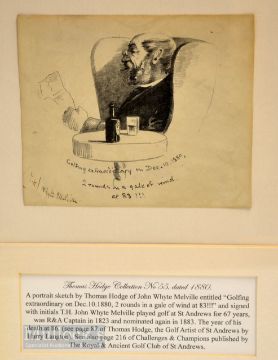 Golfing extraordinary on Dec. 10. 1880,
2 rounds in a gale of wind
at 83 !!!
Thomas Hodge Collection No 55, dated 1880.
A portrait sketch by Thomas Hodge of John Whyte Melville entitled "Golfing
extraordinary on Dec.10.1880, 2 rounds in a gale of wind at 83!!!" and signed
with initials T.H. John Whyte Melville played golf at St Andrews for 67 years,
was R&A Captain in 1823 and nominated again in 1883. The year of his
death at 86. (see page 87 of Thomas Hodge, the Golf Artist of St Andrews by
Harry Langton. See also page 216 of Challenges & Champions published by
The Royal & Ancient Golf Club of St Andrews.